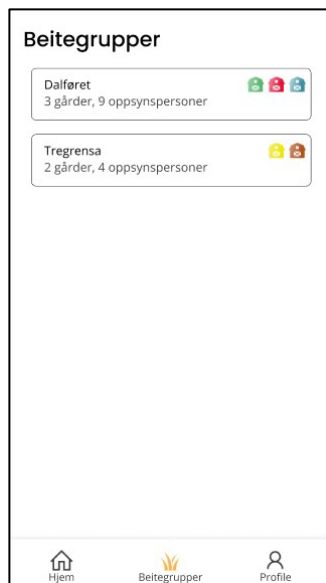 Beitegrupper
Dalføret
3 gårder, 9 oppsynspersoner
Tregrensa
2 gårder, 4 oppsynspersoner
Hjem
Beitegrupper
Profile